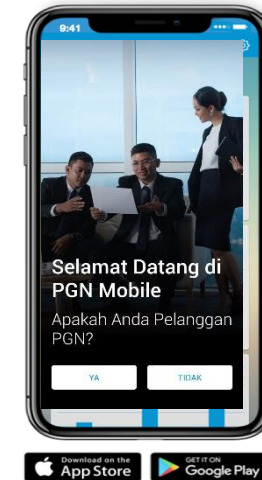 9:41
Selamat Datang di
PGN Mobile
Apakah Anda Pelanggan
PGN?
YA
TIDAK
Download on the
App Store
GET IT ON
Google Play